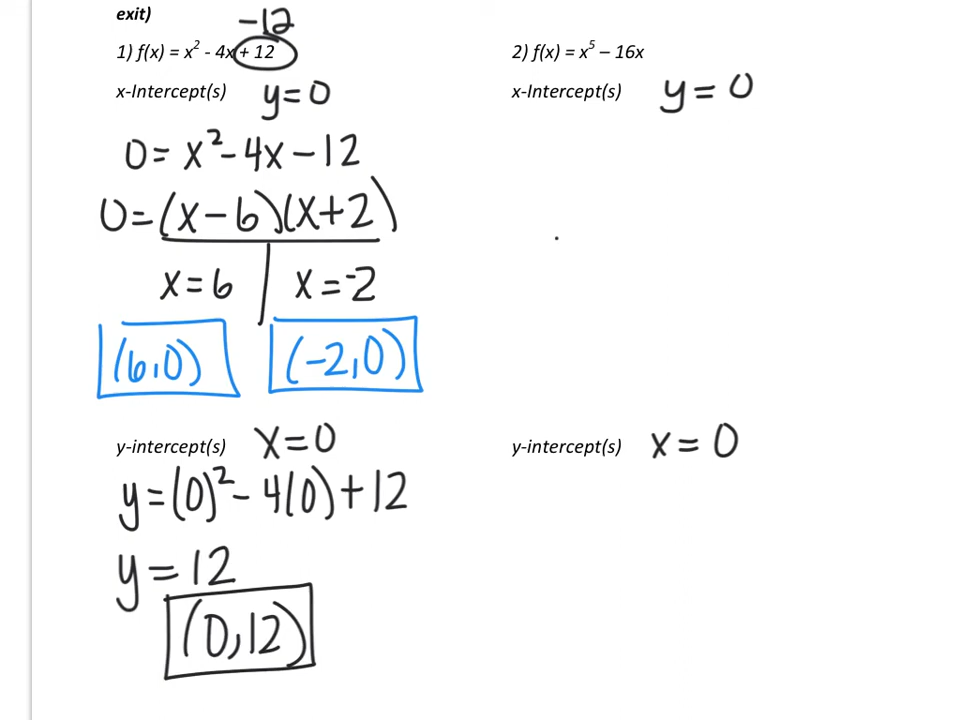 exit)
-12
1) f(x) = x² - 4x + 12
x-Intercept(s) y=0
0= x²-4x-12
0=(x-6)(x+2)
x=6 x=-2
(6,0) (-2,0)
y-intercept(s) x=0
y=(0)²-4(0)+12
y=12
(0,12)
2) f(x) = x⁵ – 16x
x-Intercept(s) y=0
y-intercept(s) x=0